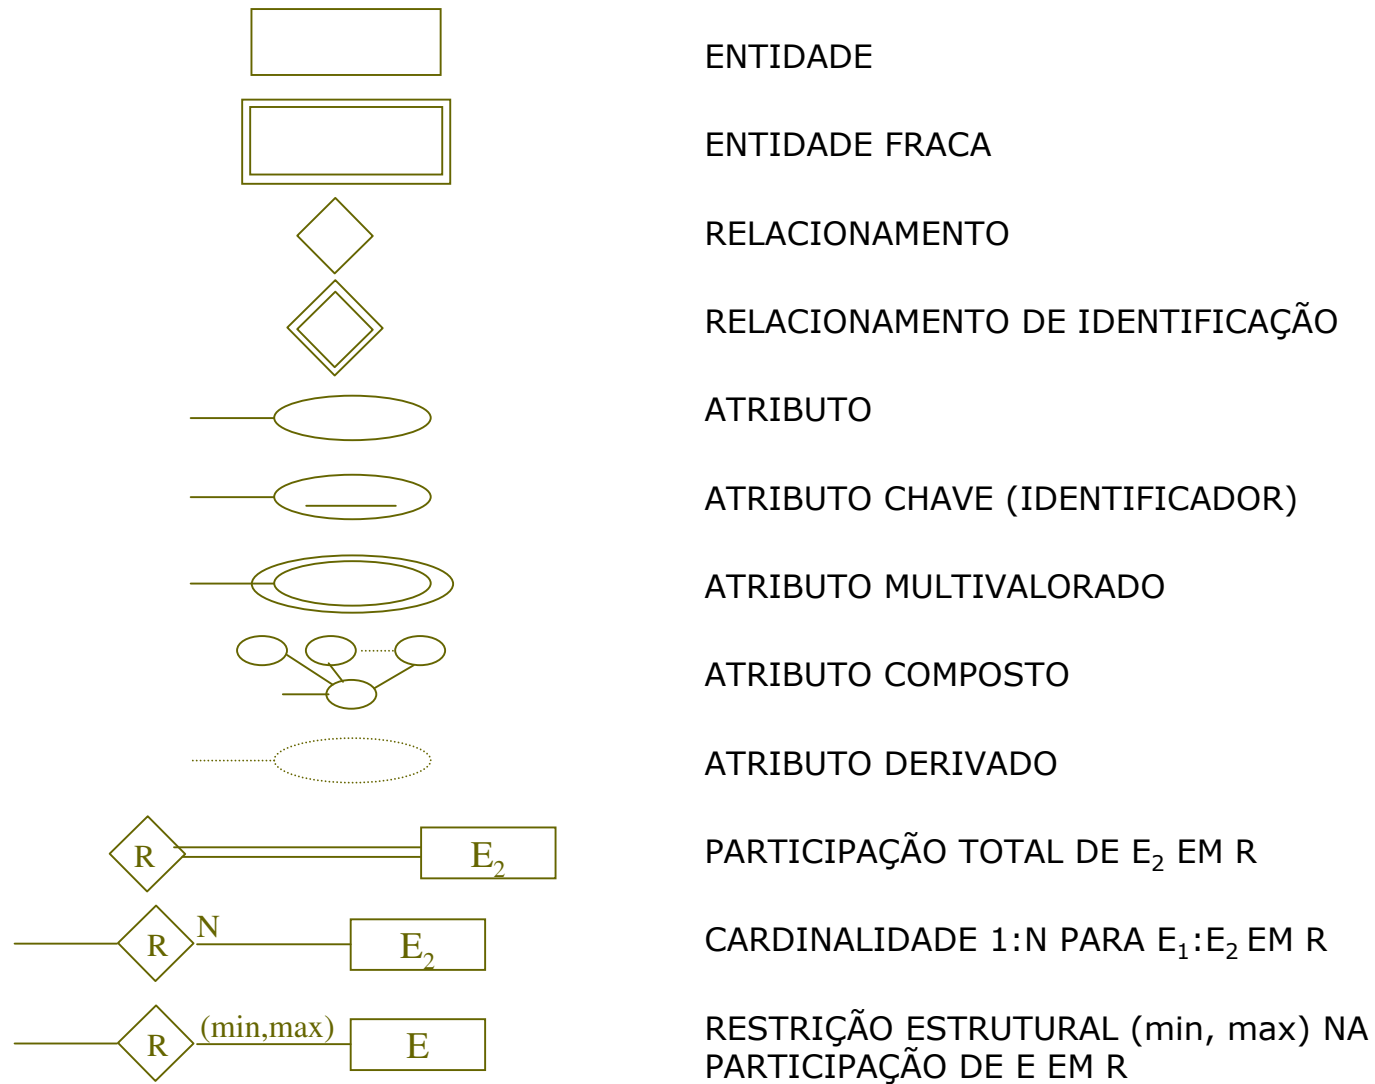 ENTIDADE
ENTIDADE FRACA
RELACIONAMENTO
RELACIONAMENTO DE IDENTIFICAÇÃO
ATRIBUTO
ATRIBUTO CHAVE (IDENTIFICADOR)
ATRIBUTO MULTIVALORADO
ATRIBUTO COMPOSTO
ATRIBUTO DERIVADO
R E₂ PARTICIPAÇÃO TOTAL DE E₂ EM R
R N E₂ CARDINALIDADE 1:N PARA E₁:E₂ EM R
R (min,max) E RESTRIÇÃO ESTRUTURAL (min, max) NA
PARTICIPAÇÃO DE E EM R